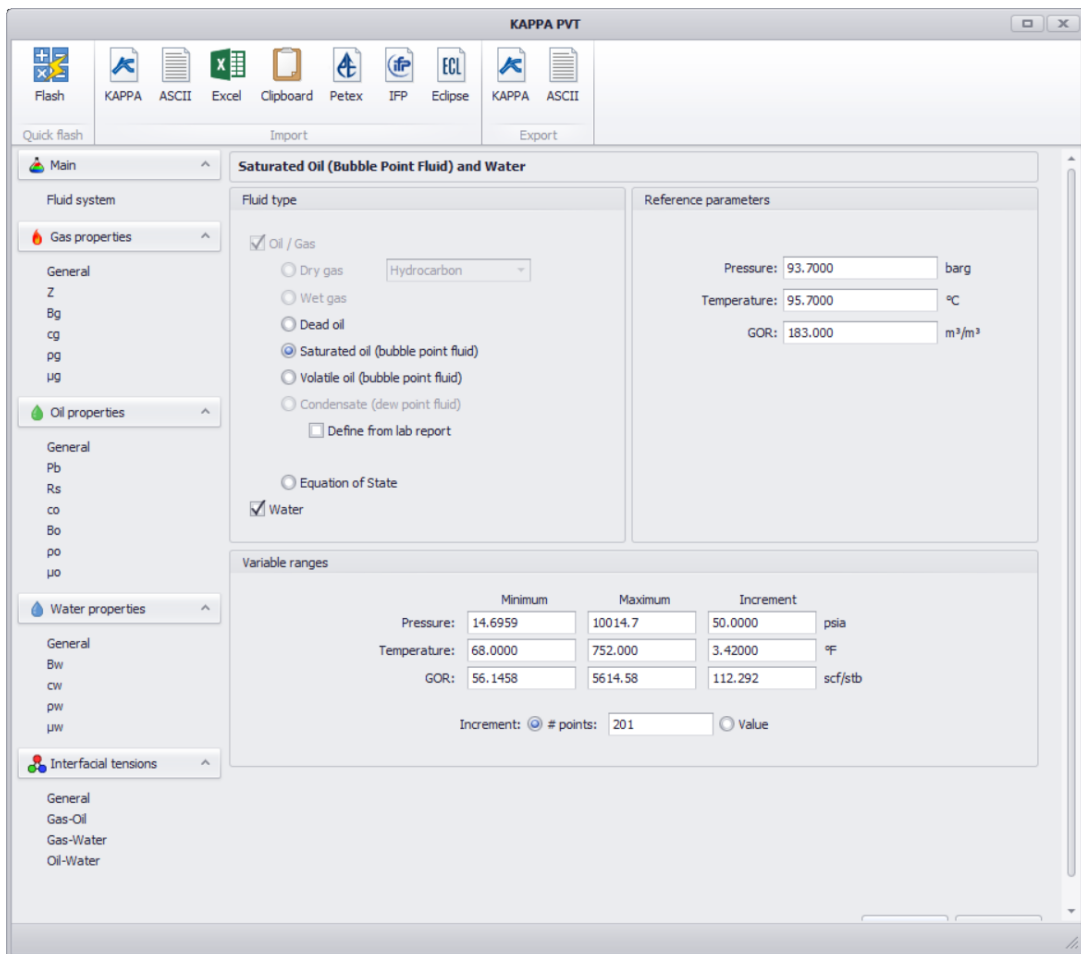 KAPPA PVT
Flash KAPPA ASCII Excel Clipboard Petex IFP Eclipse KAPPA ASCII
Quick flash Import Export
Main
Fluid system
Gas properties
General
Z
Bg
cg
ρg
μg
Oil properties
General
Pb
Rs
co
Bo
ρo
μo
Water properties
General
Bw
cw
ρw
μw
Interfacial tensions
General
Gas-Oil
Gas-Water
Oil-Water
Saturated Oil (Bubble Point Fluid) and Water
Fluid type
Oil / Gas
Dry gas Hydrocarbon
Wet gas
Dead oil
Saturated oil (bubble point fluid)
Volatile oil (bubble point fluid)
Condensate (dew point fluid)
Define from lab report
Equation of State
Water
Reference parameters
Pressure: 93.7000 barg
Temperature: 95.7000 °C
GOR: 183.000 m³/m³
Variable ranges
Minimum Maximum Increment
Pressure: 14.6959 10014.7 50.0000 psia
Temperature: 68.0000 752.000 3.42000 °F
GOR: 56.1458 5614.58 112.292 scf/stb
Increment: # points: 201 Value